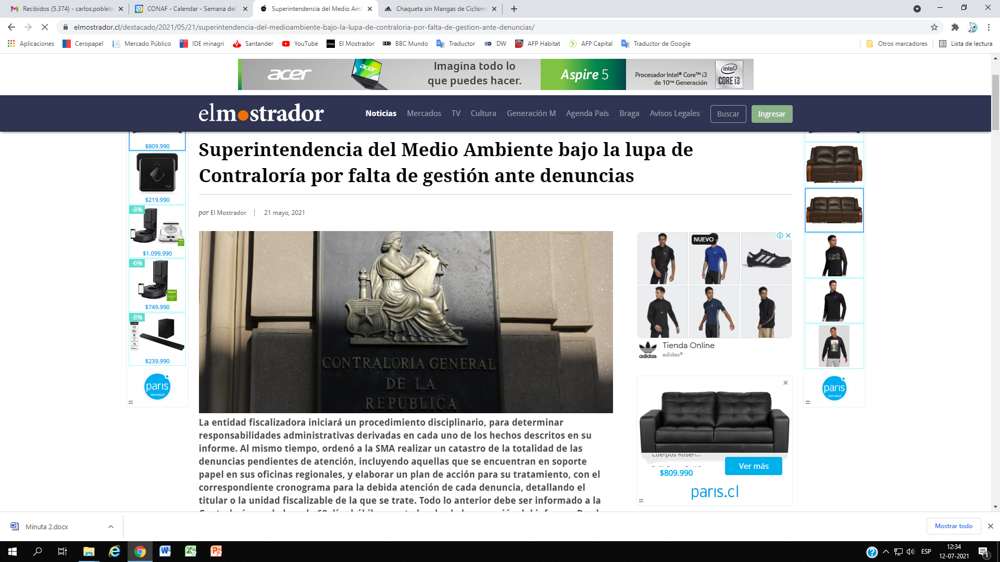 Recibidos (5.374) - carlos.poblete
CONAF - Calendar - Semana del
Superintendencia del Medio Amb
Chaqueta sin Mangas de Ciclismo
elmostrador.cl/destacado/2021/05/21/superintendencia-del-medioambiente-bajo-la-lupa-de-contraloria-por-falta-de-gestion-ante-denuncias/
Aplicaciones
Ceropapel
Mercado Público
IDE minagri
Santander
YouTube
El Mostrador
BBC Mundo
Traductor
DW
AFP Habitat
AFP Capital
Traductor de Google
Otros marcadores
Lista de lectura
acer
acer
Imagina todo lo
que puedes hacer.
Aspire 5
Procesador Intel® Core™ i3
de 10ma Generación
intel
CORE i3
elmostrador
Noticias
Mercados
TV
Cultura
Generación M
Agenda País
Braga
Avisos Legales
Buscar
Ingresar
$809.990
$219.990
-8%
$1.099.990
-6%
$749.990
-8%
$239.990
paris
cencosud
Superintendencia del Medio Ambiente bajo la lupa de
Contraloría por falta de gestión ante denuncias
por El Mostrador
21 mayo, 2021
CONTRALORIA GENERAL
DE LA
REPUBLICA
La entidad fiscalizadora iniciará un procedimiento disciplinario, para determinar
responsabilidades administrativas derivadas en cada uno de los hechos descritos en su
informe. Al mismo tiempo, ordenó a la SMA realizar un catastro de la totalidad de las
denuncias pendientes de atención, incluyendo aquellas que se encuentran en soporte
papel en sus oficinas regionales, y elaborar un plan de acción para su tratamiento, con el
correspondiente cronograma para la debida atención de cada denuncia, detallando el
titular o la unidad fiscalizable de la que se trate. Todo lo anterior debe ser informado a la
NUEVO
adidas
Tienda Online
adidas®
Cuerpos Rosen...
$809.990
Ver más
paris.cl
paris
cencosud
Minuta 2.docx
Mostrar todo
ESP
12:34
12-07-2021
1